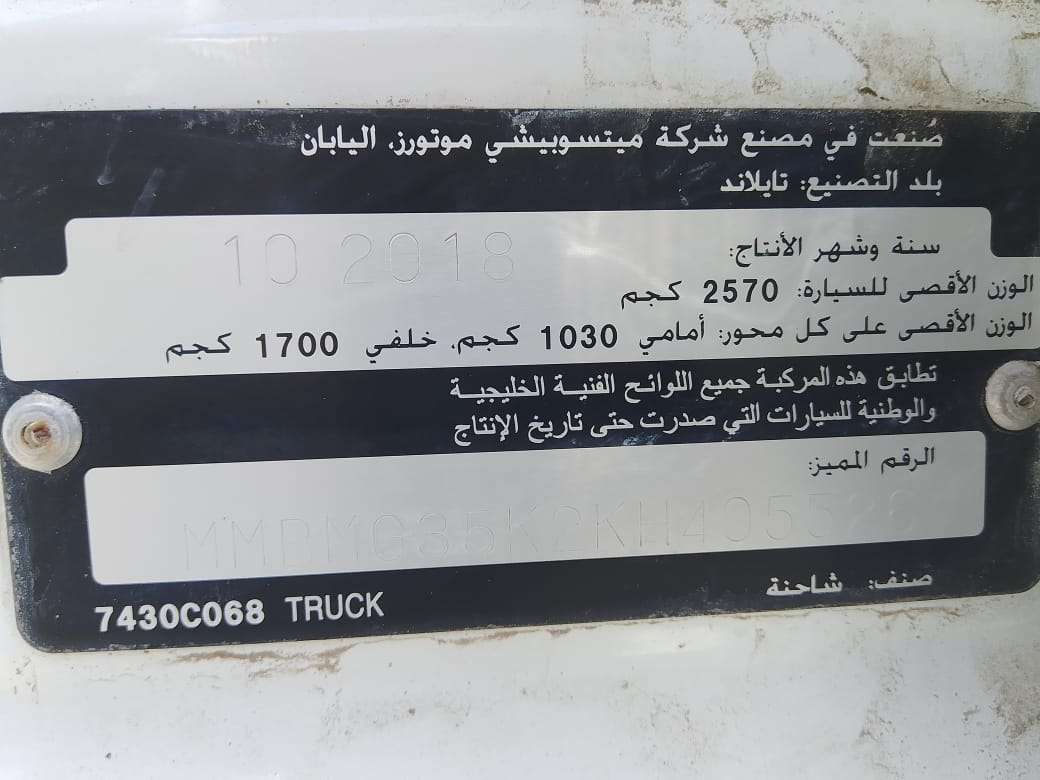 صُنعت في مصنع شركة ميتسوبيشي موتورز، اليابان
بلد التصنيع: تايلاند
سنة وشهر الأنتاج: 10 2018
الوزن الأقصى للسيارة: 2570 كجم
الوزن الأقصى على كل محور: أمامي 1030 كجم، خلفي 1700 كجم
تطابق هذه المركبة جميع اللوائح الفنية الخليجية
والوطنية للسيارات التي صدرت حتى تاريخ الإنتاج
الرقم المميز:
صنف: شاحنة
7430C068 TRUCK